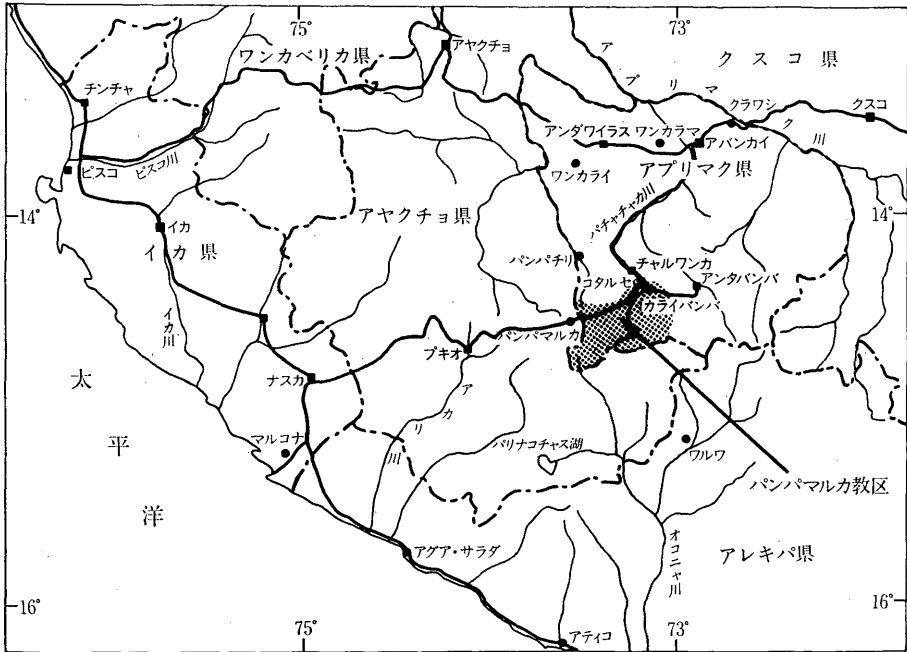 75°
73°
ワンカベリカ県
アヤクチョ
クスコ県
アプリマック川
チンチャ
クラワシ
クスコ
アンダワイラス
ワンカラマ
アバンカイ
ピスコ川
ピスコ
ワンカライ
アプリマク県
14°
アヤクチョ県
パチャチャカ川
14°
イカ
イカ県
パンパチリ
チャルワンカ
コタルセ
アンタバンバ
カライバンバ
イカ川
パンパマルカ
プキオ
太平洋
ナスカ
アカリ川
マルコナ
パリナコチャス湖
ワルワ
パンパマルカ教区
オコニャ川
アレキパ県
アグア・サラダ
16°
16°
75°
73°
アティコ